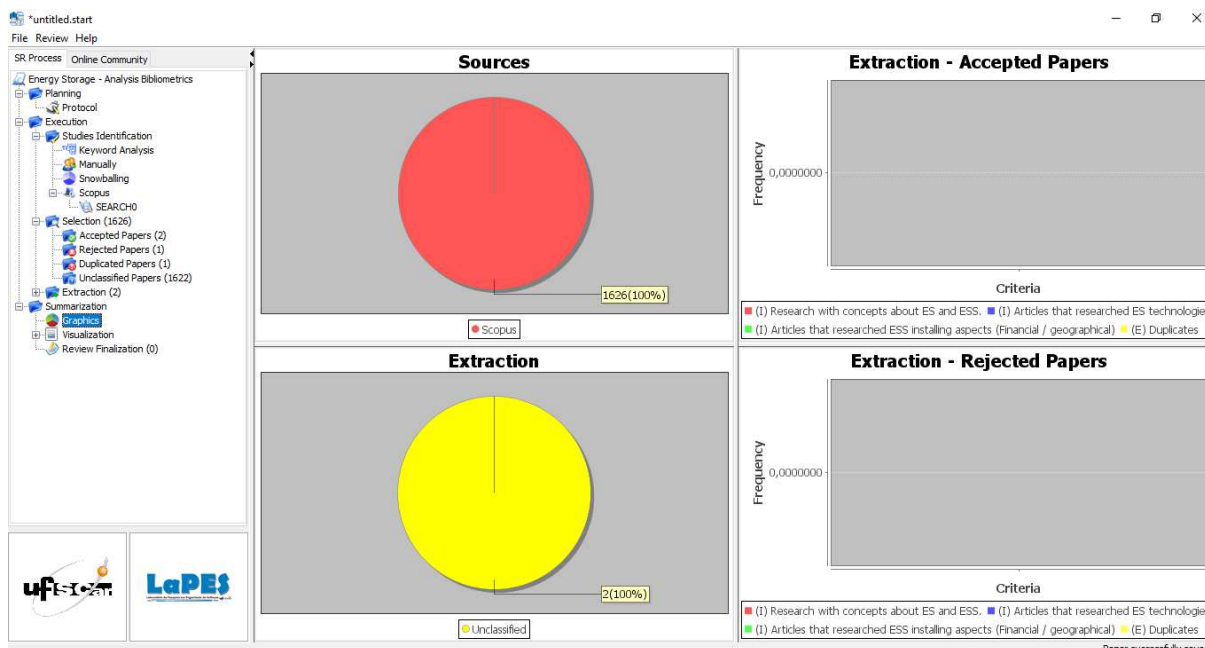 *untitled.start
File Review Help
SR Process Online Community
Energy Storage - Analysis Bibliometrics
Planning
Protocol
Execution
Studies Identification
Keyword Analysis
Manually
Snowballing
Scopus
SEARCH0
Selection (1626)
Accepted Papers (2)
Rejected Papers (1)
Duplicated Papers (1)
Unclassified Papers (1622)
Extraction (2)
Summarization
Graphics
Visualization
Review Finalization (0)
ufscar
LaPES
Sources
1626(100%)
Scopus
Extraction - Accepted Papers
Frequency
0,0000000
Criteria
(I) Research with concepts about ES and ESS. (I) Articles that researched ES technologie
(I) Articles that researched ESS installing aspects (Financial / geographical) (E) Duplicates
Extraction
2(100%)
Unclassified
Extraction - Rejected Papers
Frequency
0,0000000
Criteria
(I) Research with concepts about ES and ESS. (I) Articles that researched ES technologie
(I) Articles that researched ESS installing aspects (Financial / geographical) (E) Duplicates